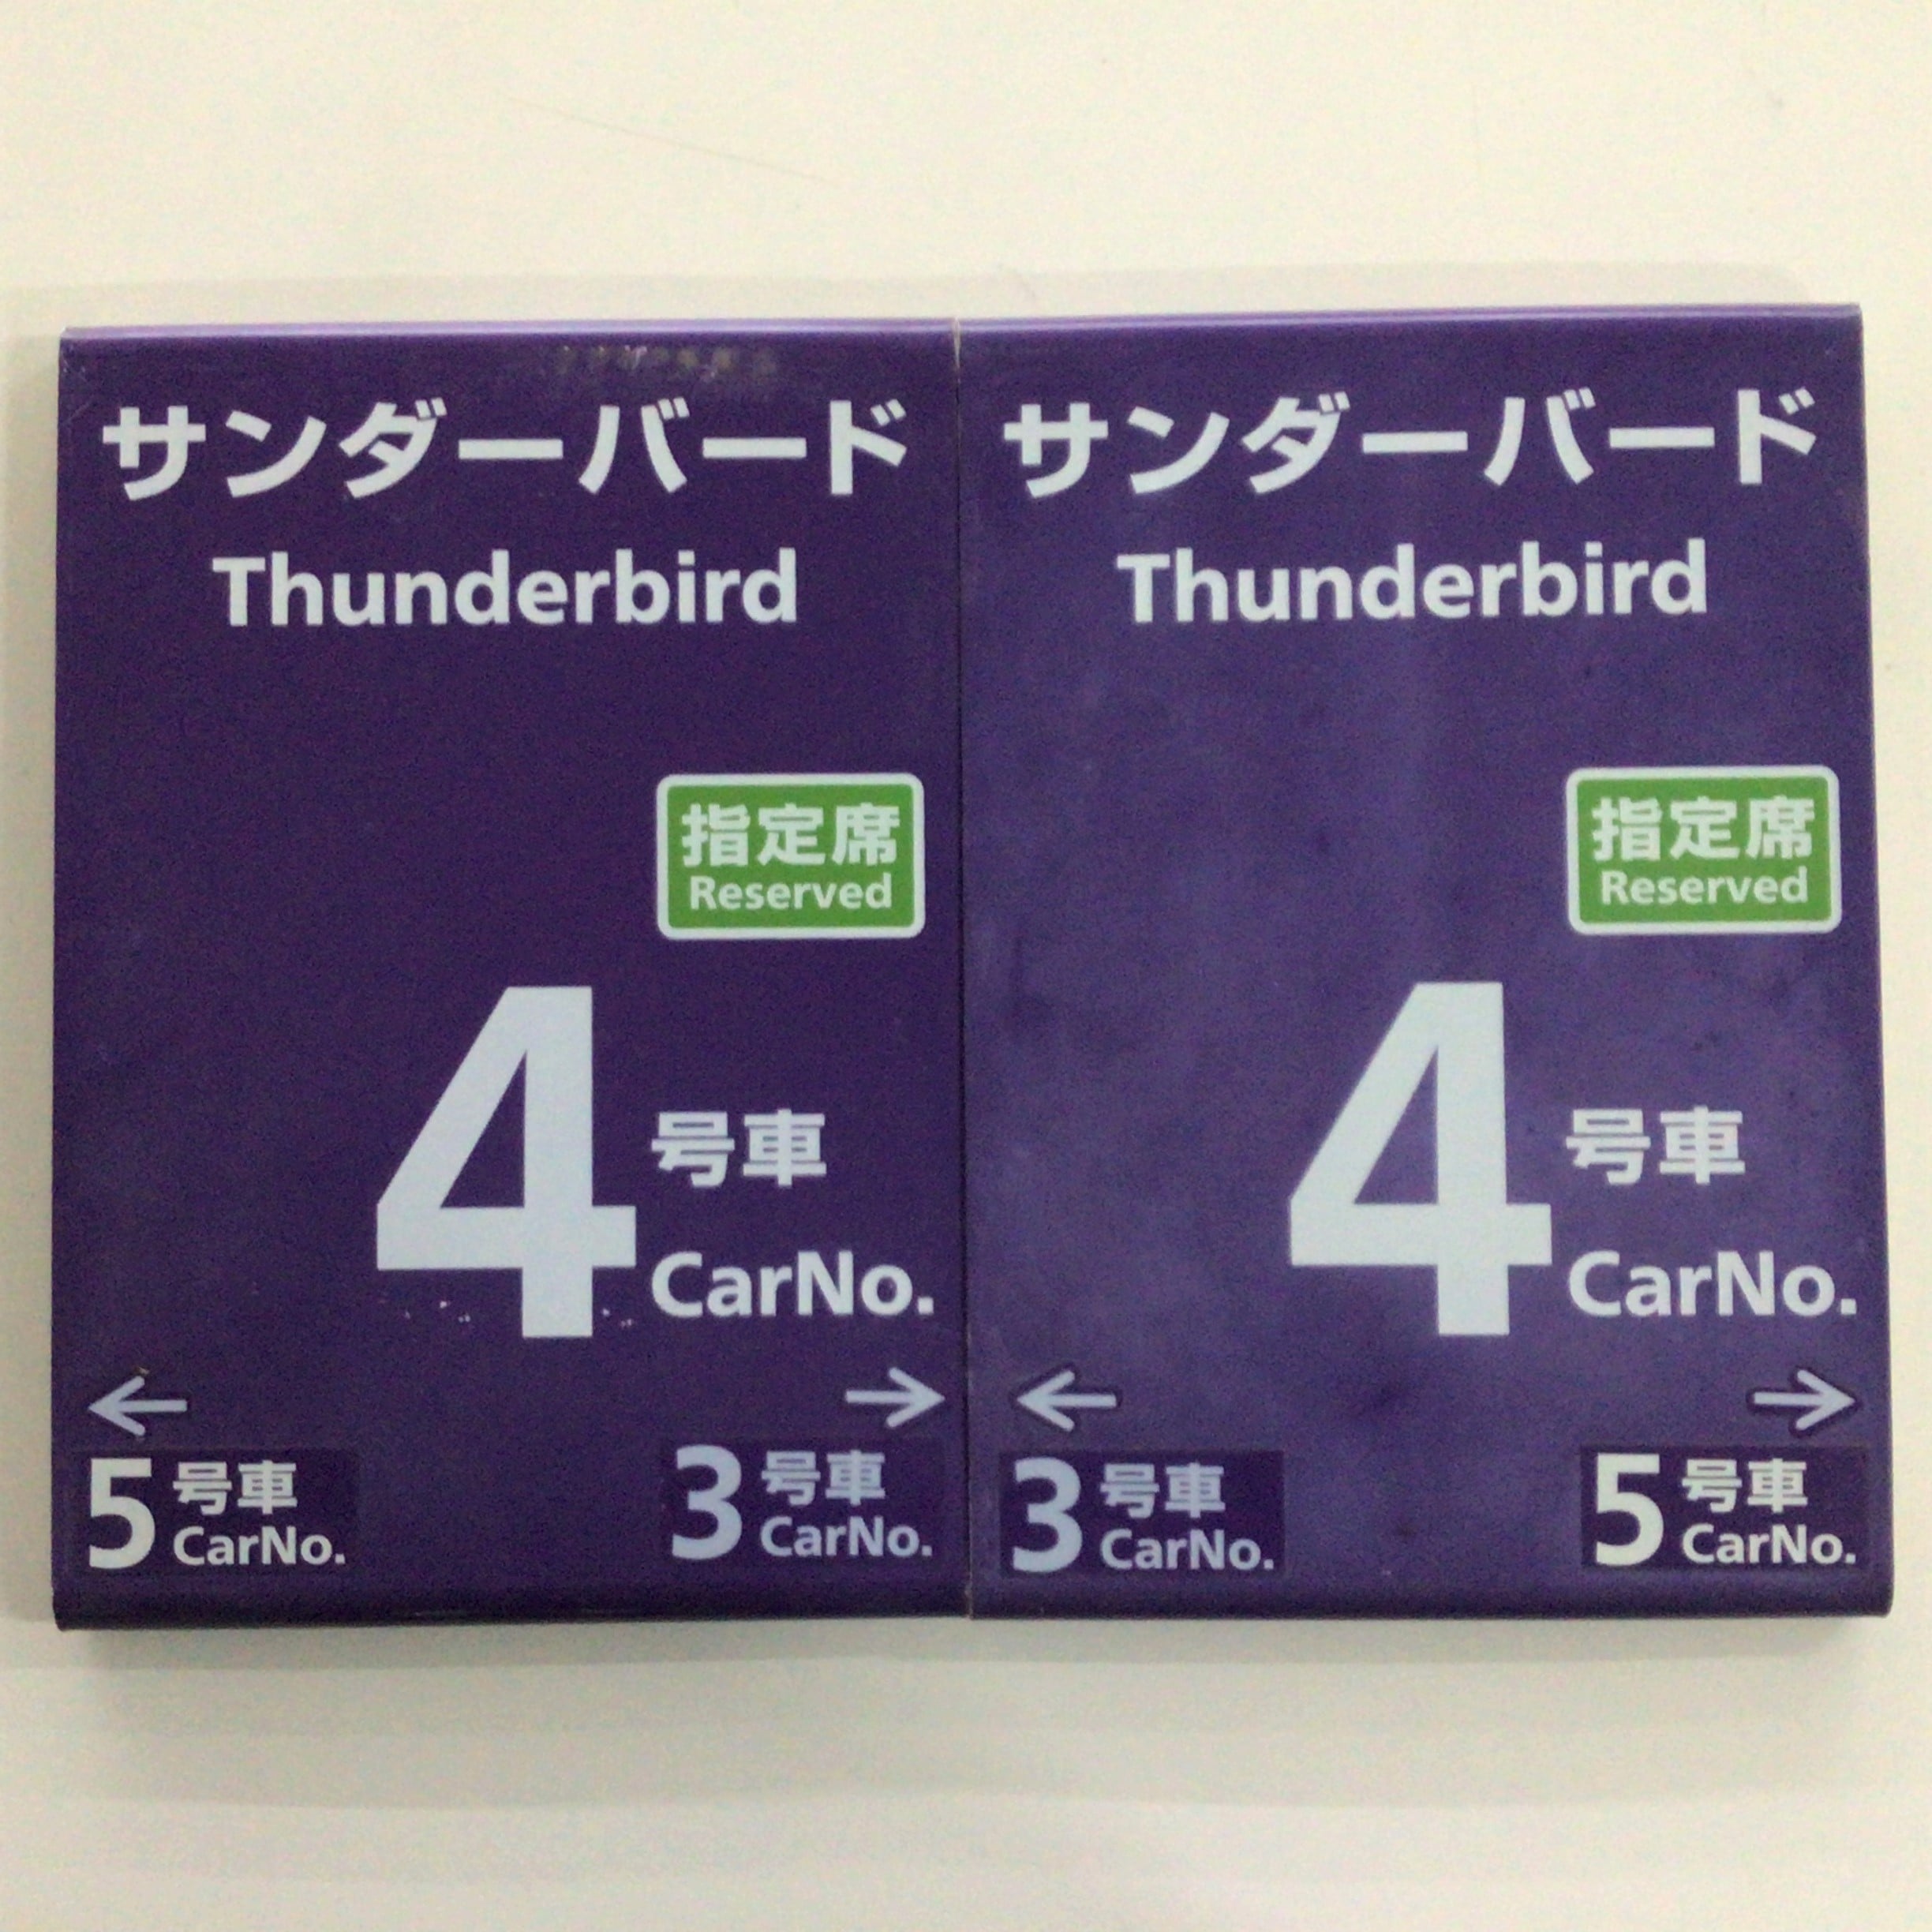 サンダーバード
Thunderbird
指定席
Reserved
4 号車
CarNo.
← →
5 号車
CarNo.
3 号車
CarNo.
サンダーバード
Thunderbird
指定席
Reserved
4 号車
CarNo.
← →
3 号車
CarNo.
5 号車
CarNo.